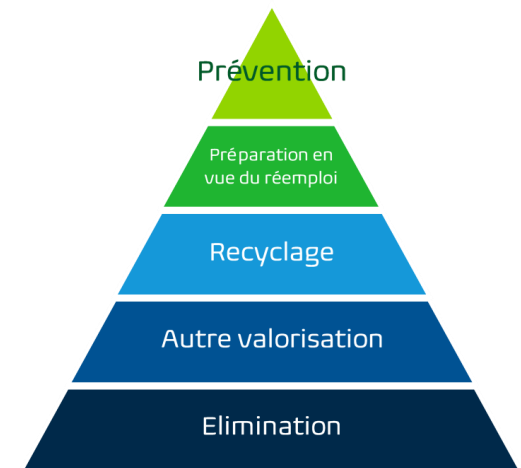 Prévention
Préparation en
vue du réemploi
Recyclage
Autre valorisation
Elimination